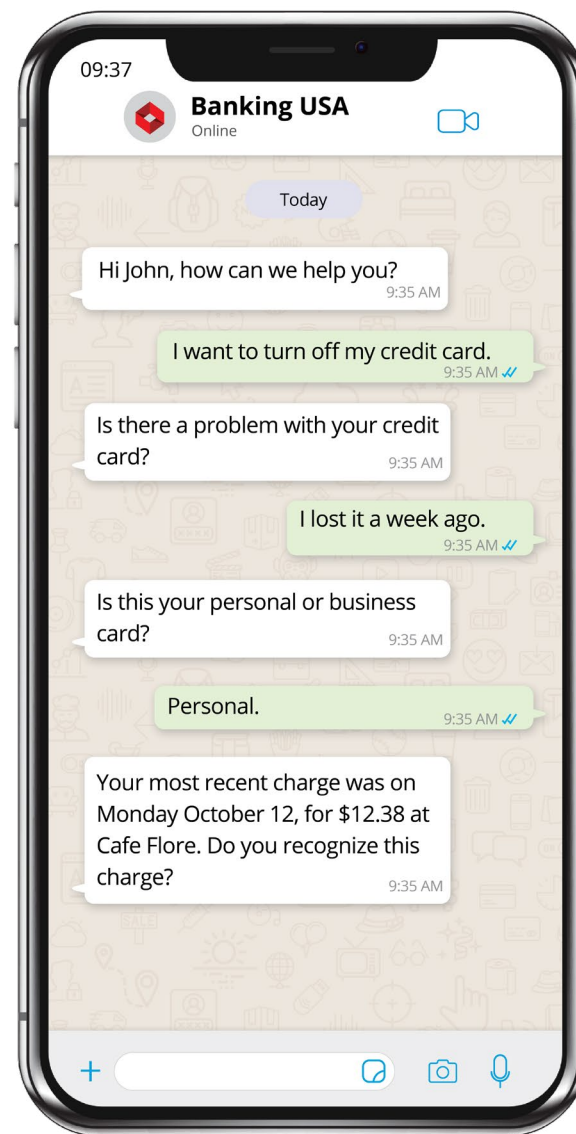 09:37
Banking USA
Online
Today
Hi John, how can we help you?
9:35 AM
I want to turn off my credit card.
9:35 AM
Is there a problem with your credit
card?
9:35 AM
I lost it a week ago.
9:35 AM
Is this your personal or business
card?
9:35 AM
Personal.
9:35 AM
Your most recent charge was on
Monday October 12, for $12.38 at
Cafe Flore. Do you recognize this
charge?
9:35 AM
SALE